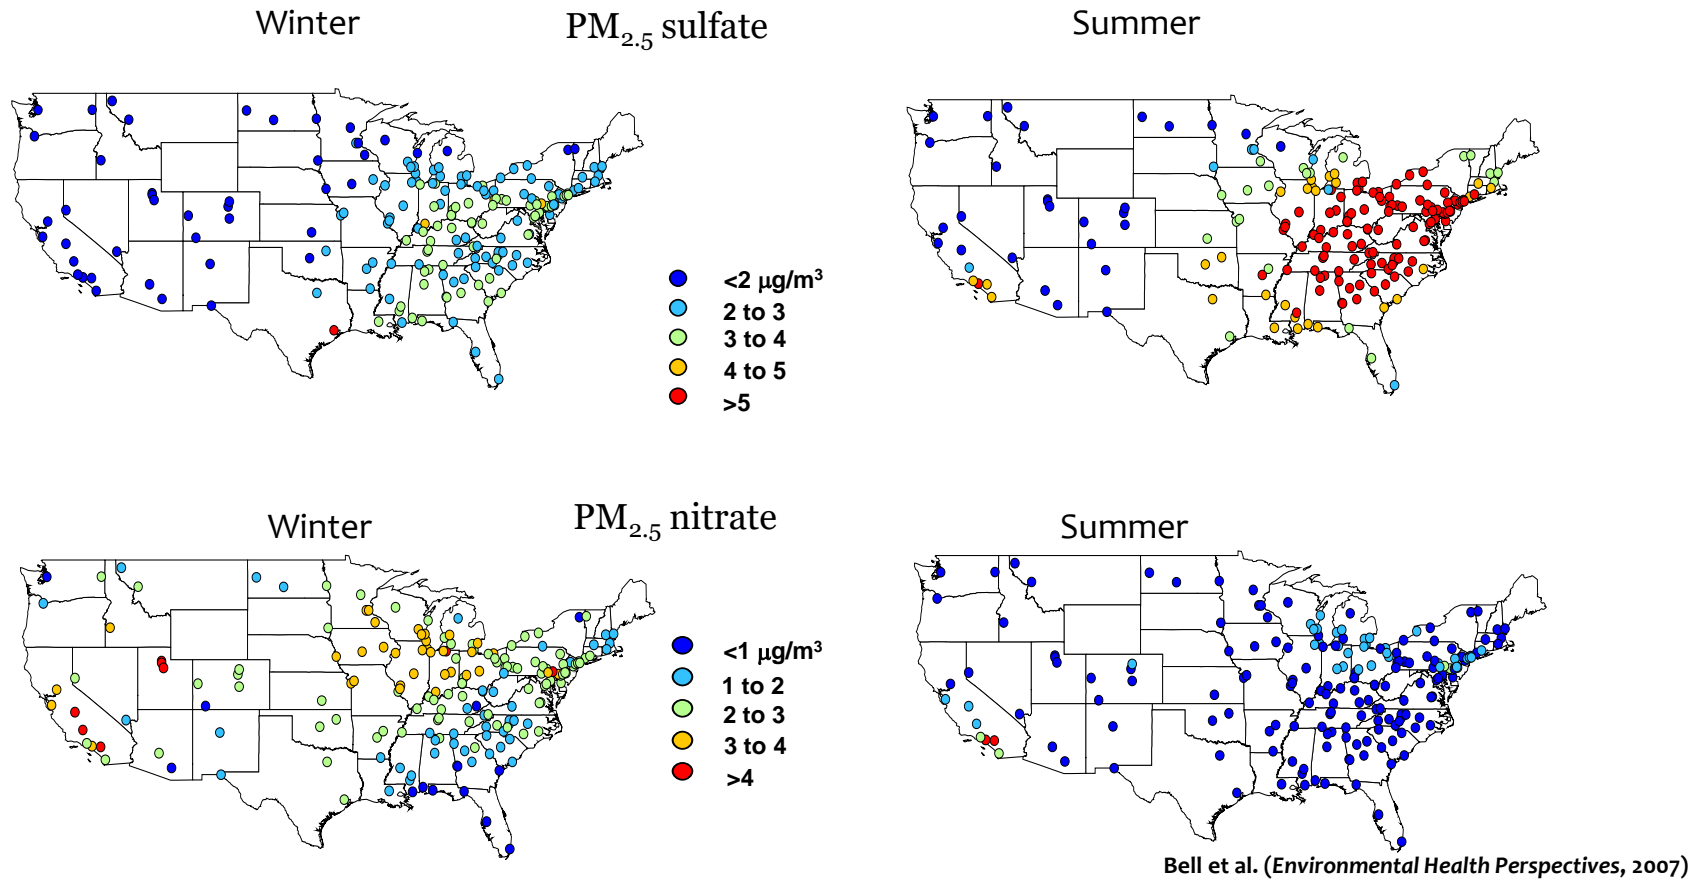 Winter
PM2.5 sulfate
Summer
<2 μg/m3
2 to 3
3 to 4
4 to 5
>5
Winter
PM2.5 nitrate
Summer
<1 μg/m3
1 to 2
2 to 3
3 to 4
>4
Bell et al. (Environmental Health Perspectives, 2007)